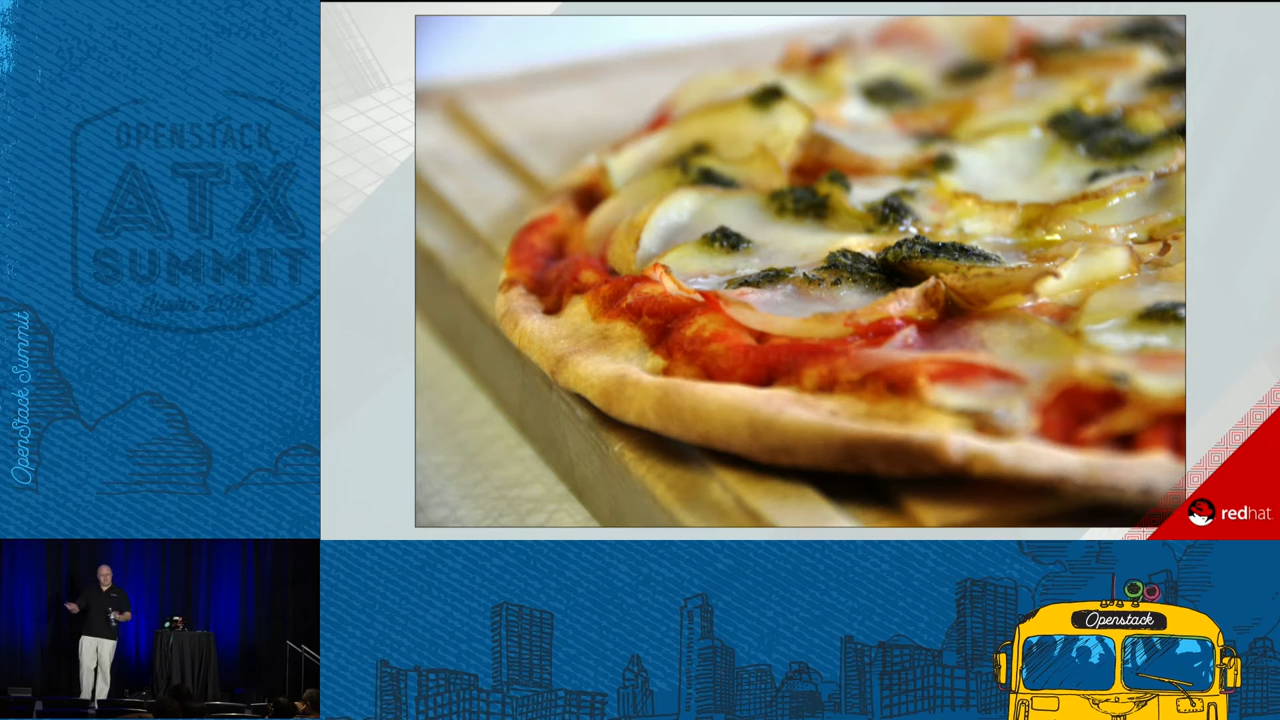 OPENSTACK
ATX
SUMMIT
OpenStack Summit
redhat
Openstack